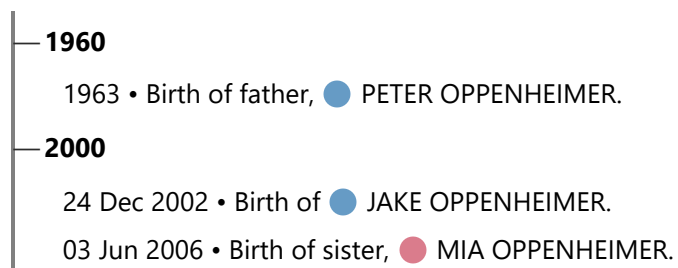 1960
1963 • Birth of father, PETER OPPENHEIMER.
2000
24 Dec 2002 • Birth of JAKE OPPENHEIMER.
03 Jun 2006 • Birth of sister, MIA OPPENHEIMER.